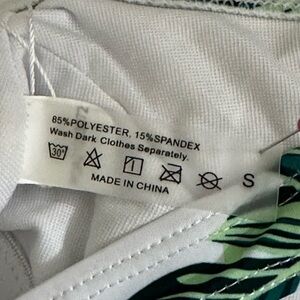 85%POLYESTER, 15%SPANDEX
Wash Dark Clothes Separately.
30° S
MADE IN CHINA